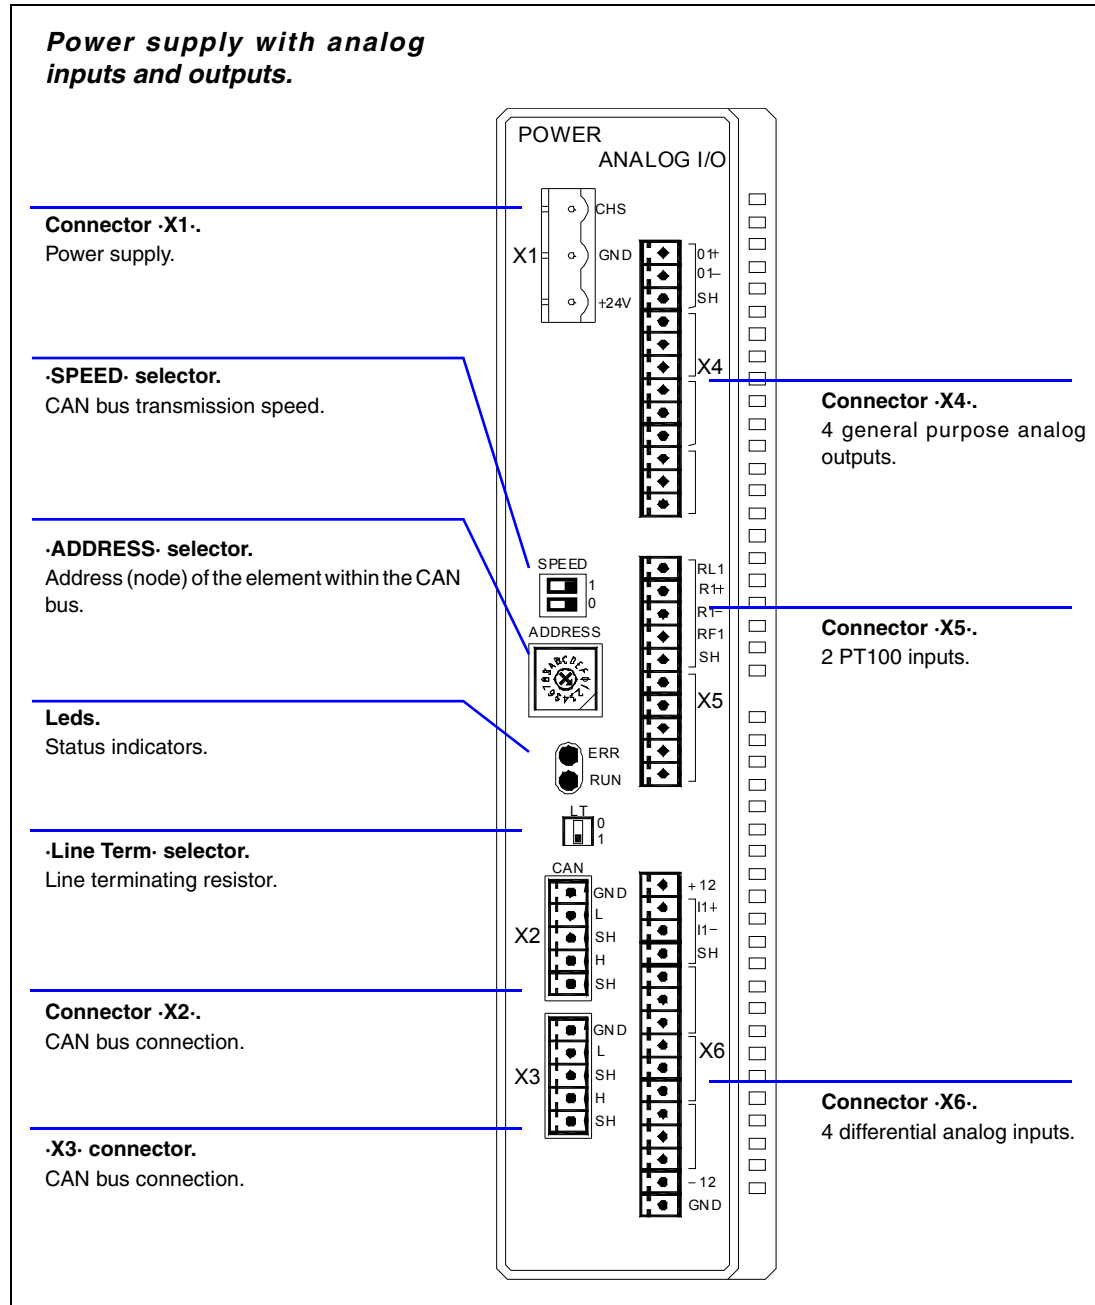 Power supply with analog
inputs and outputs.
POWER
ANALOG I/O
CHS
X1
GND
+24V
01+
01–
SH
X4
Connector ·X1·.
Power supply.
·SPEED· selector.
CAN bus transmission speed.
Connector ·X4·.
4 general purpose analog
outputs.
·ADDRESS· selector.
Address (node) of the element within the CAN
bus.
SPEED
1
0
ADDRESS
0123456789ABCDEF
RL1
R1+
R1–
RF1
SH
X5
Connector ·X5·.
2 PT100 inputs.
Leds.
Status indicators.
ERR
RUN
LT
0
1
·Line Term· selector.
Line terminating resistor.
CAN
X2
GND
L
SH
H
SH
+12
I1+
I1–
SH
Connector ·X2·.
CAN bus connection.
X3
GND
L
SH
H
SH
X6
–12
GND
Connector ·X6·.
4 differential analog inputs.
·X3· connector.
CAN bus connection.